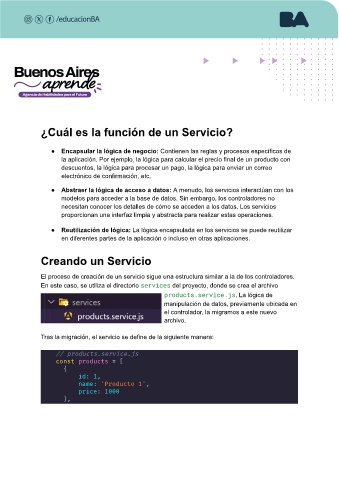 /educacionBA
BA
Buenos Aires
aprende
Agencia de Habilidades para el Futuro
¿Cuál es la función de un Servicio?
● Encapsular la lógica de negocio: Contienen las reglas y procesos específicos de
la aplicación. Por ejemplo, la lógica para calcular el precio final de un producto con
descuentos, la lógica para procesar un pago, la lógica para enviar un correo
electrónico de confirmación, etc.
● Abstraer la lógica de acceso a datos: A menudo, los servicios interactúan con los
modelos para acceder a la base de datos. Sin embargo, los controladores no
necesitan conocer los detalles de cómo se acceden a los datos. Los servicios
proporcionan una interfaz limpia y abstracta para realizar estas operaciones.
● Reutilización de lógica: La lógica encapsulada en los servicios se puede reutilizar
en diferentes partes de la aplicación o incluso en otras aplicaciones.
Creando un Servicio
El proceso de creación de un servicio sigue una estructura similar a la de los controladores.
En este caso, se utiliza el directorio services del proyecto, donde se crea el archivo
products.service.js. La lógica de
manipulación de datos, previamente ubicada en
el controlador, la migramos a este nuevo
archivo.
services
products.service.js
Tras la migración, el servicio se define de la siguiente manera:
// products.service.js
const products = [
{
id: 1,
name: 'Producto 1',
price: 1000
},